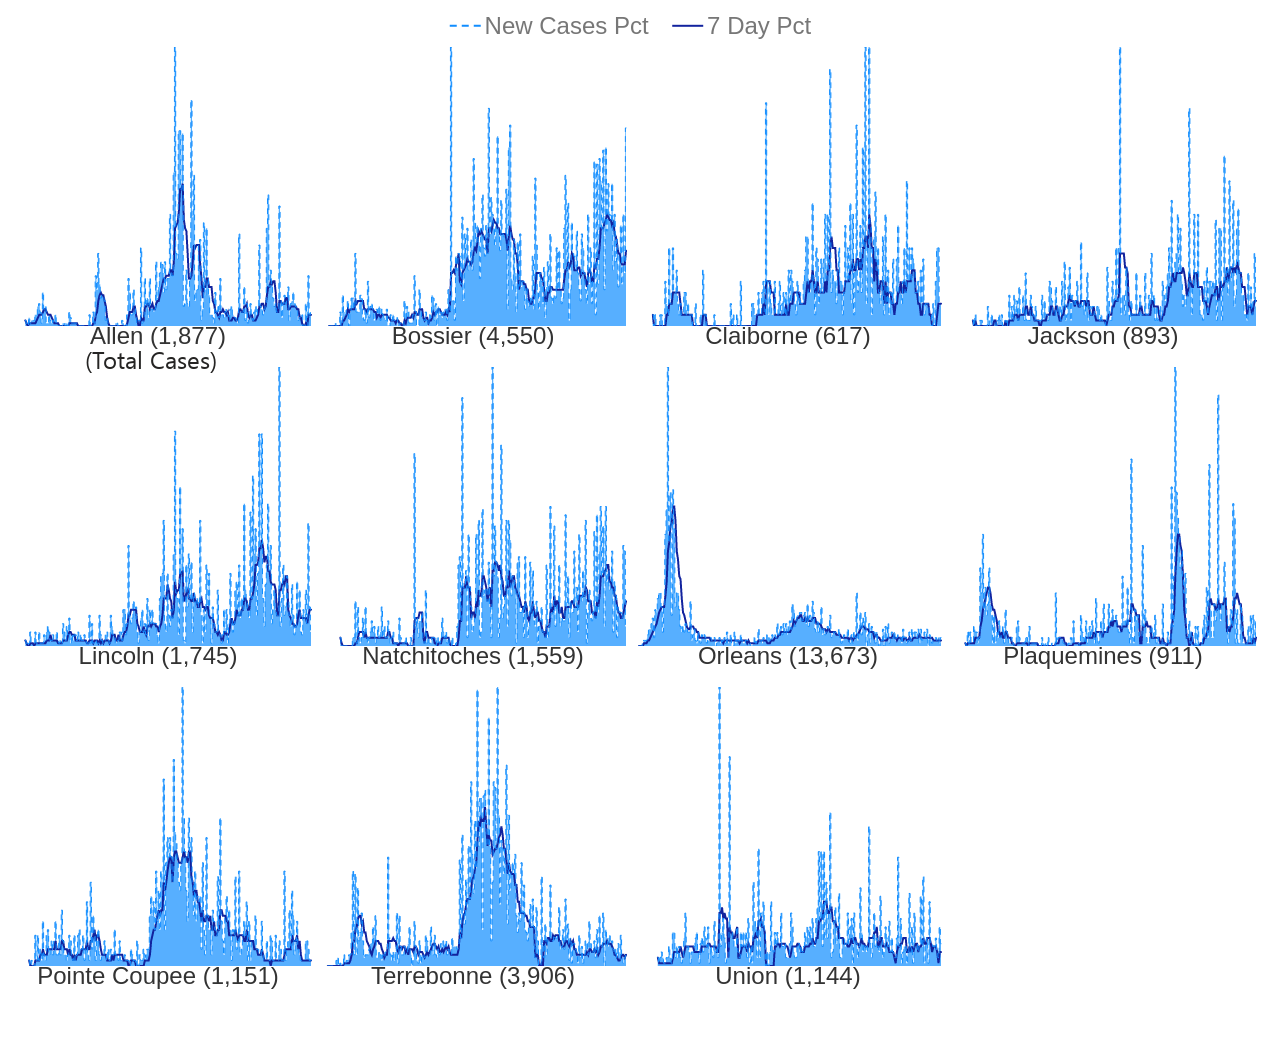 New Cases Pct 7 Day Pct
Allen (1,877) Bossier (4,550) Claiborne (617) Jackson (893)
(Total Cases)
Lincoln (1,745) Natchitoches (1,559) Orleans (13,673) Plaquemines (911)
Pointe Coupee (1,151) Terrebonne (3,906) Union (1,144)